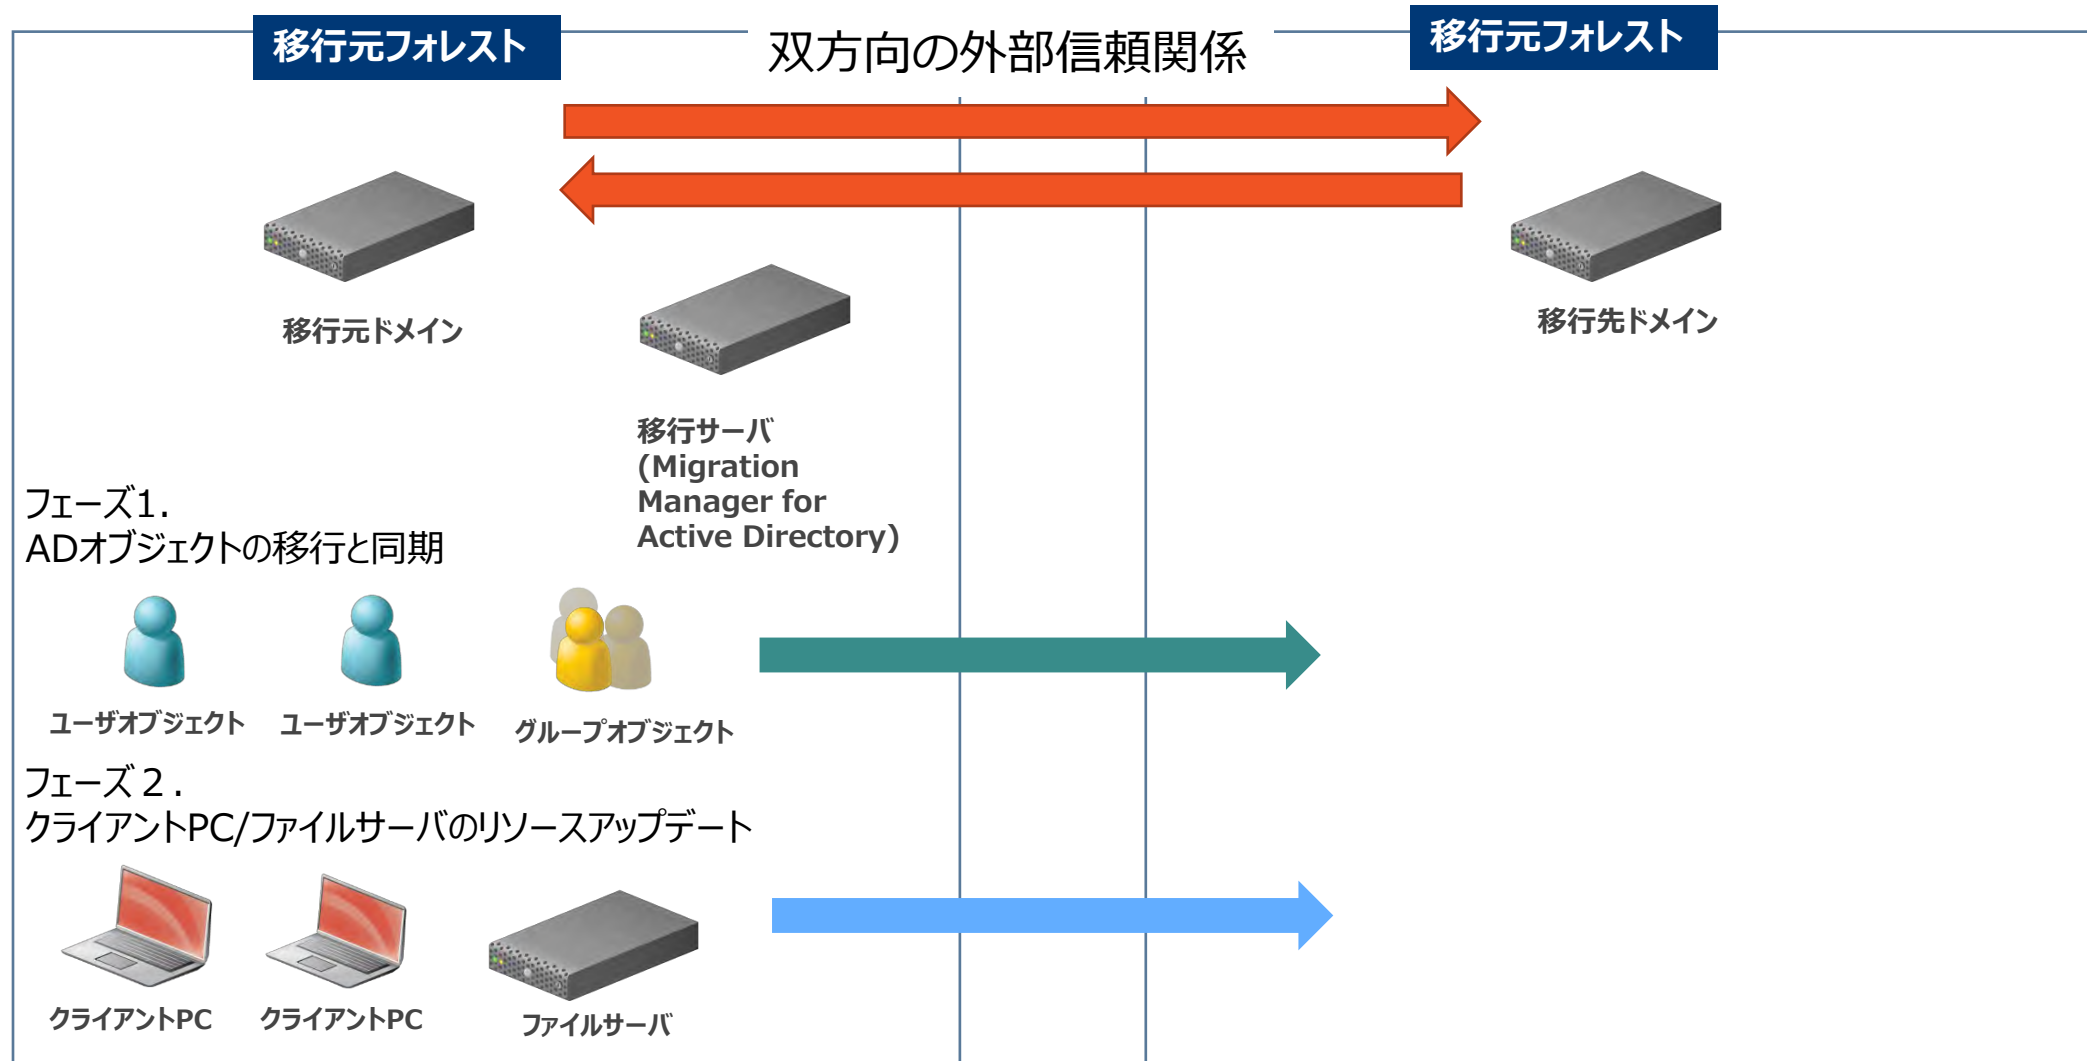 移行元フォレスト
双方向の外部信頼関係
移行元フォレスト
移行元ドメイン
移行先ドメイン
移行サーバ
(Migration
Manager for
Active Directory)
フェーズ1.
ADオブジェクトの移行と同期
ユーザオブジェクト
ユーザオブジェクト
グループオブジェクト
フェーズ２.
クライアントPC/ファイルサーバのリソースアップデート
クライアントPC
クライアントPC
ファイルサーバ